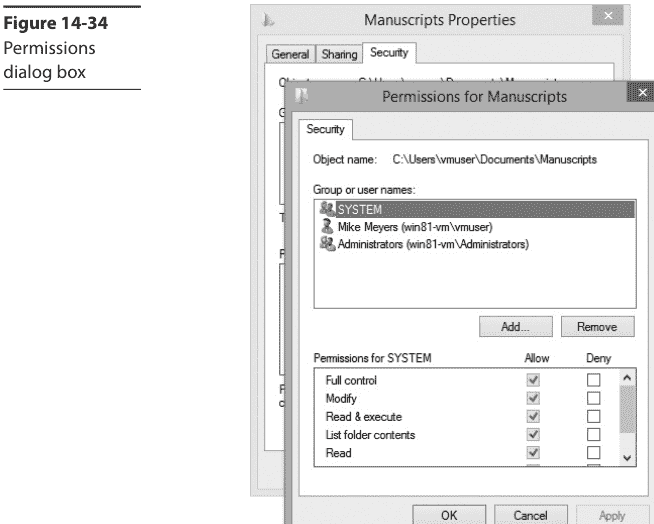 Figure 14-34
Permissions
dialog box
Manuscripts Properties
General Sharing Security
Permissions for Manuscripts
Security
Object name: C:\Users\vmuser\Documents\Manuscripts
Group or user names:
SYSTEM
Mike Meyers (win81-vm\vmuser)
Administrators (win81-vm\Administrators)
Add... Remove
Permissions for SYSTEM Allow Deny
Full control
Modify
Read & execute
List folder contents
Read
OK Cancel Apply